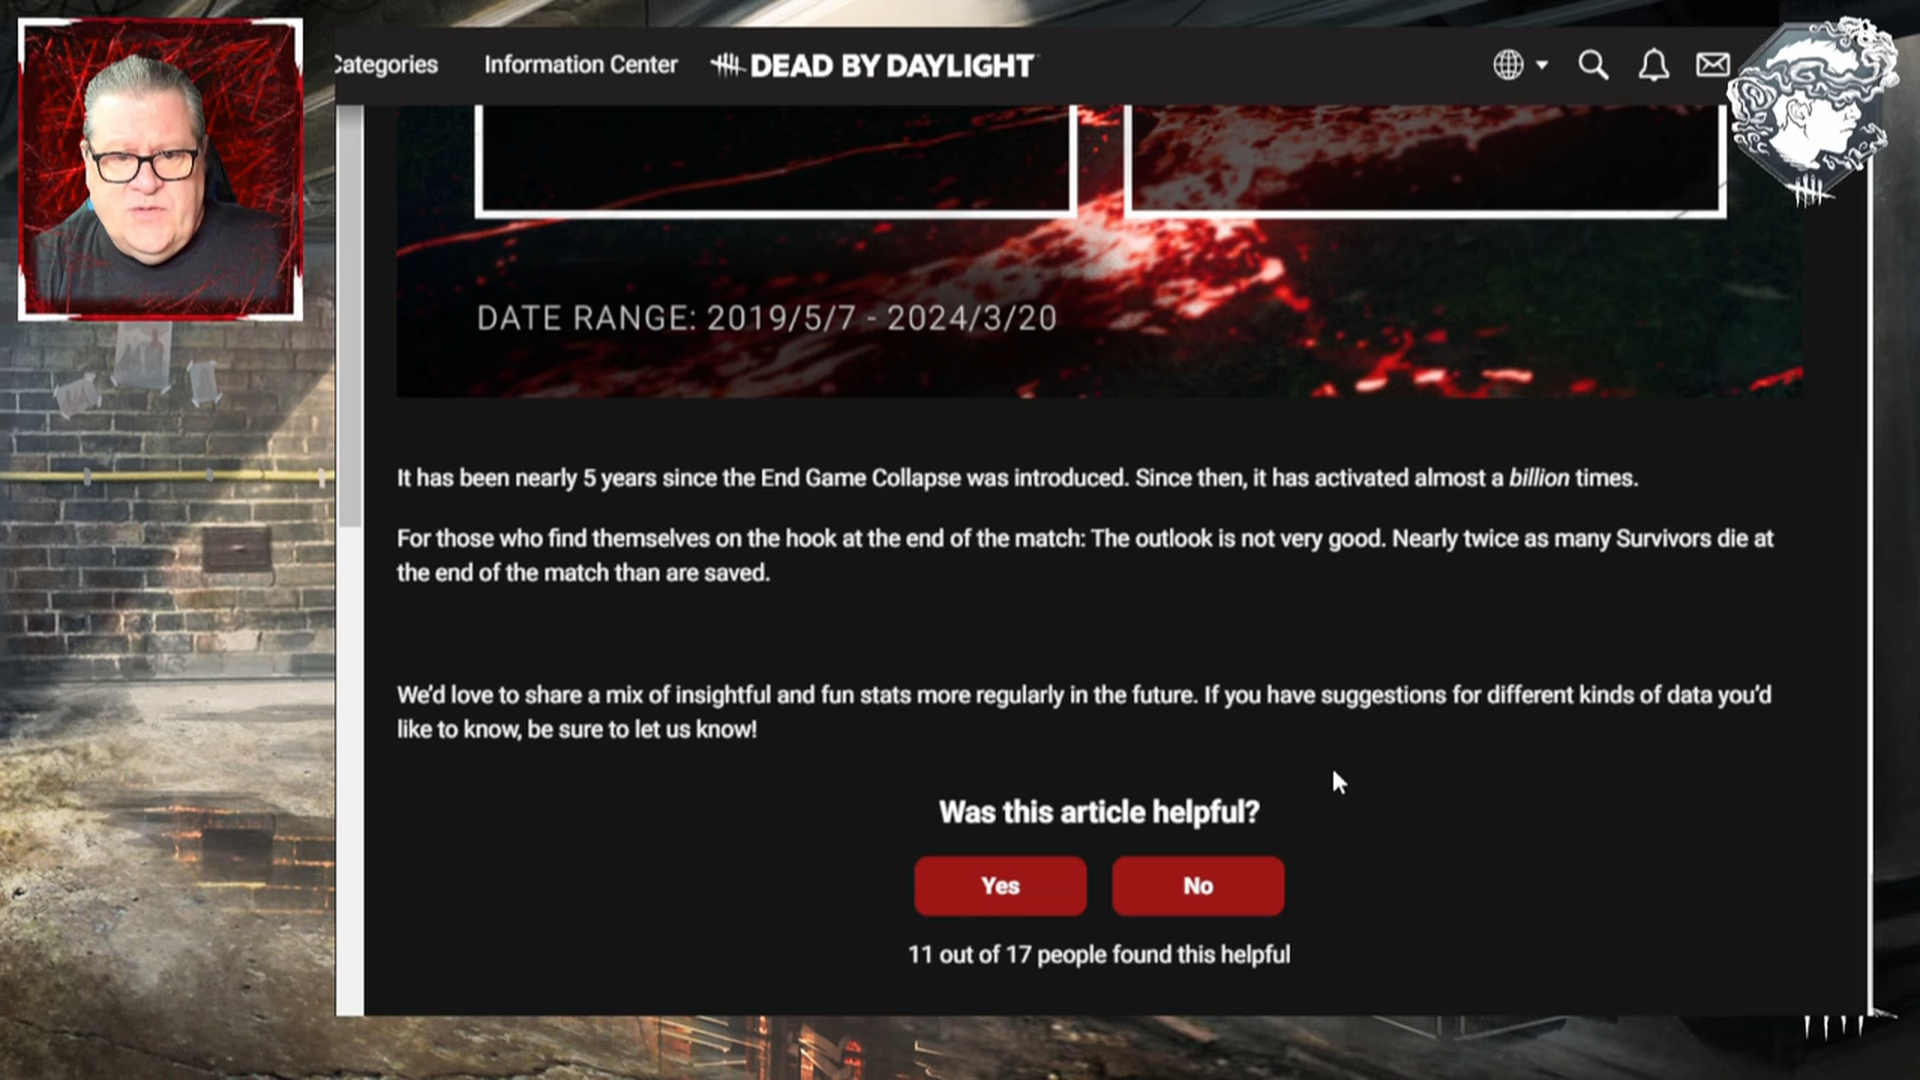 Categories Information Center DEAD BY DAYLIGHT
DATE RANGE: 2019/5/7 - 2024/3/20
It has been nearly 5 years since the End Game Collapse was introduced. Since then, it has activated almost a billion times.
For those who find themselves on the hook at the end of the match: The outlook is not very good. Nearly twice as many Survivors die at
the end of the match than are saved.
We'd love to share a mix of insightful and fun stats more regularly in the future. If you have suggestions for different kinds of data you'd
like to know, be sure to let us know!
Was this article helpful?
Yes No
11 out of 17 people found this helpful